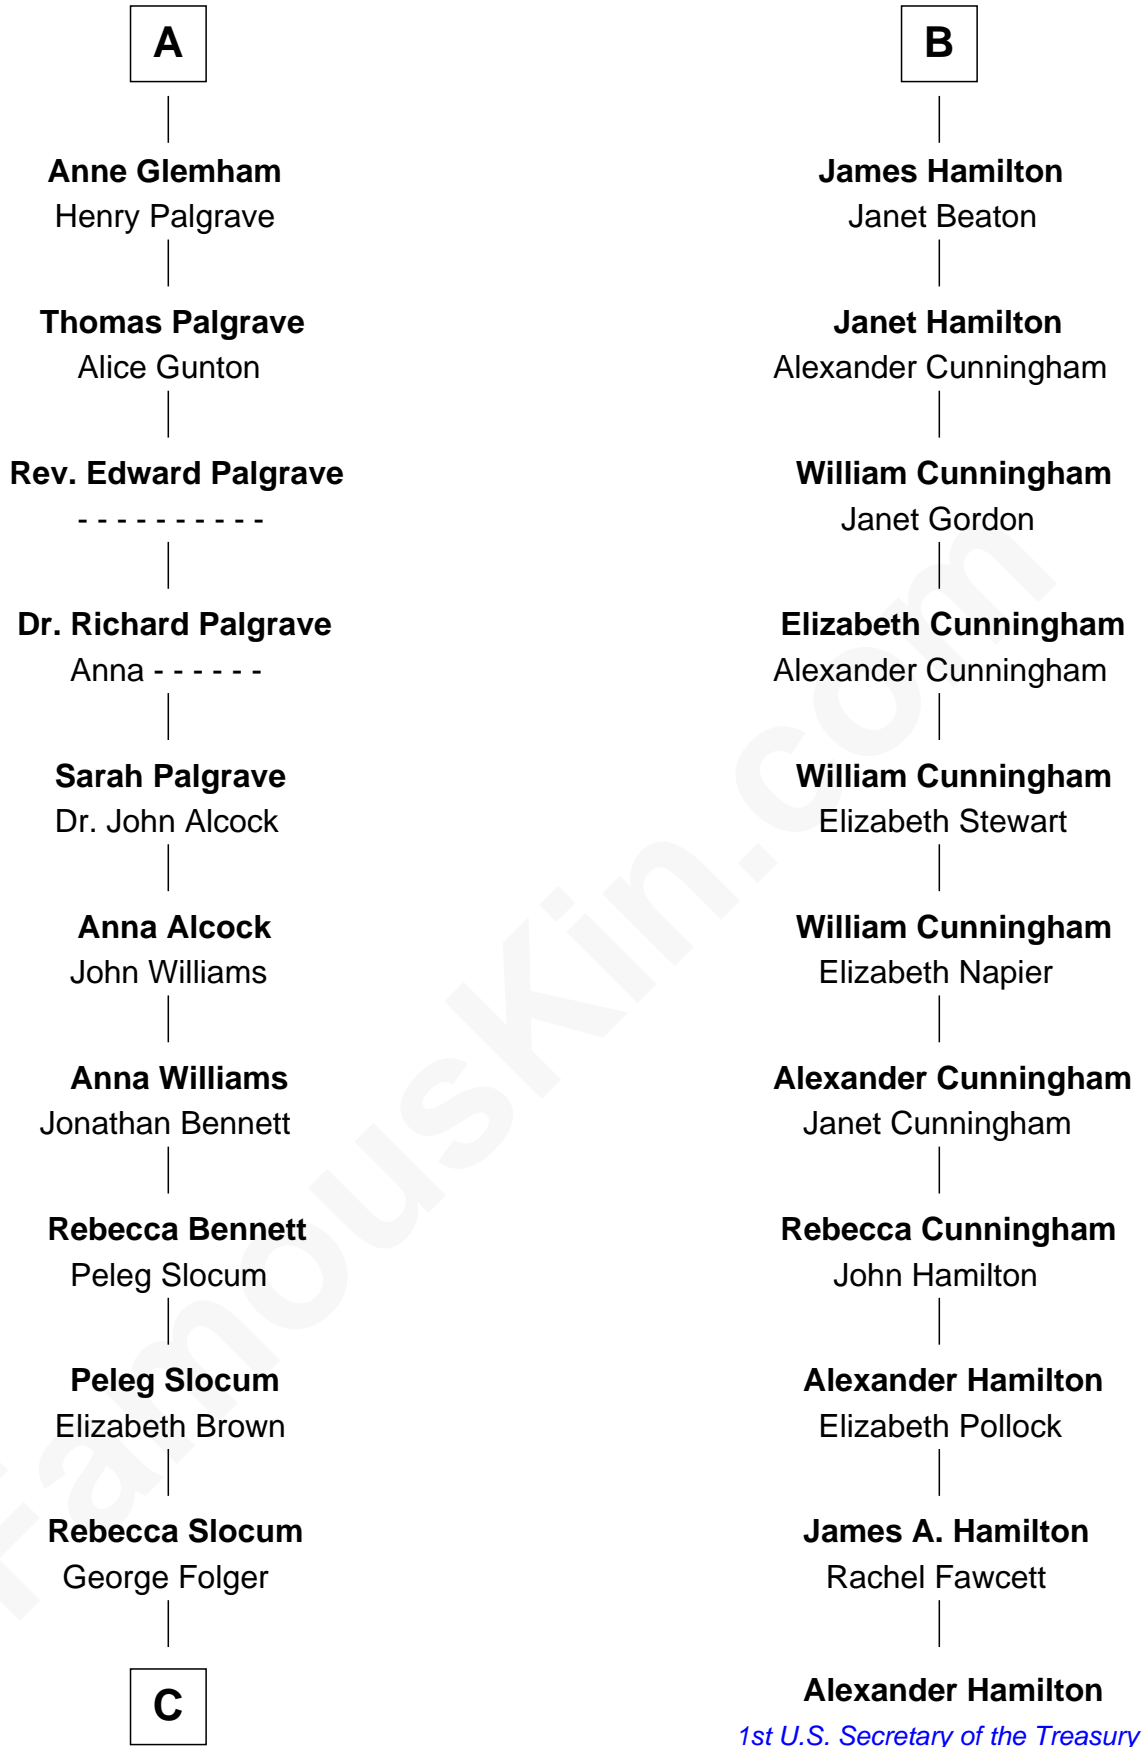 A
Anne Glemham
Henry Palgrave
Thomas Palgrave
Alice Gunton
Rev. Edward Palgrave
- - - - - - - - - -
Dr. Richard Palgrave
Anna - - - - - -
Sarah Palgrave
Dr. John Alcock
Anna Alcock
John Williams
Anna Williams
Jonathan Bennett
Rebecca Bennett
Peleg Slocum
Peleg Slocum
Elizabeth Brown
Rebecca Slocum
George Folger
C
B
James Hamilton
Janet Beaton
Janet Hamilton
Alexander Cunningham
William Cunningham
Janet Gordon
Elizabeth Cunningham
Alexander Cunningham
William Cunningham
Elizabeth Stewart
William Cunningham
Elizabeth Napier
Alexander Cunningham
Janet Cunningham
Rebecca Cunningham
John Hamilton
Alexander Hamilton
Elizabeth Pollock
James A. Hamilton
Rachel Fawcett
Alexander Hamilton
1st U.S. Secretary of the Treasury
FamousKin.com